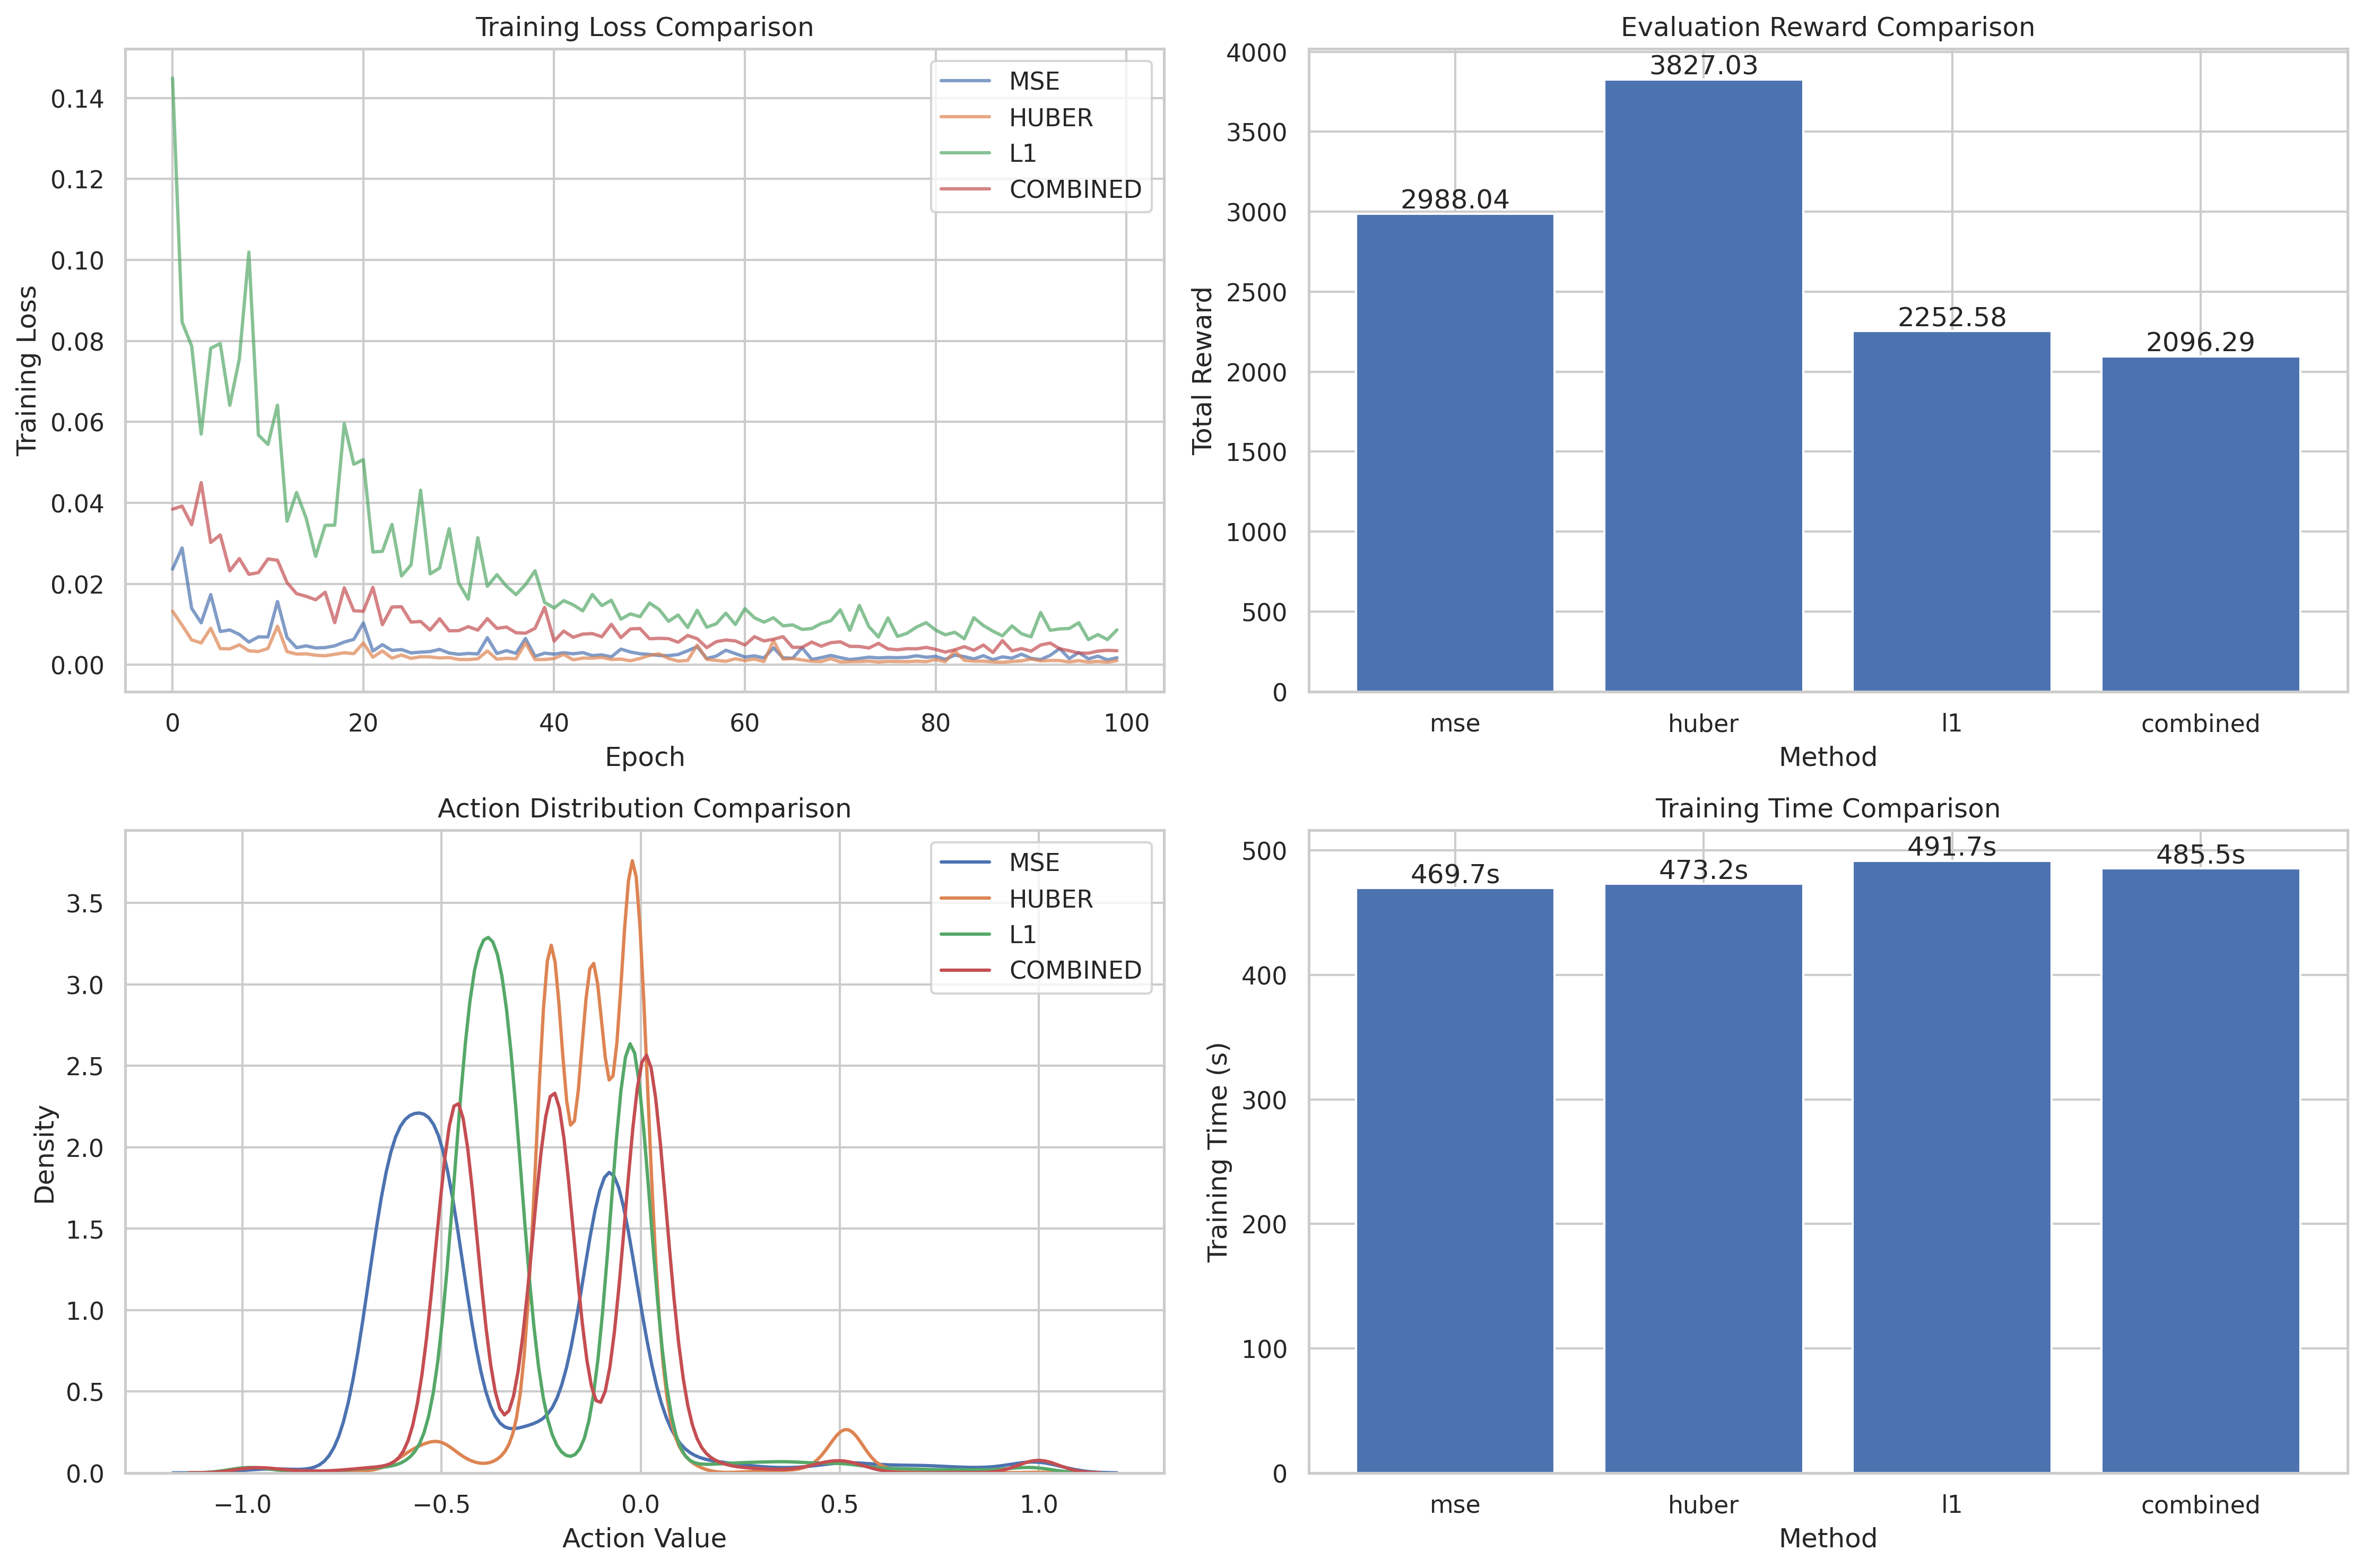 Training Loss Comparison
0.14
0.12
0.10
0.08
0.06
0.04
0.02
0.00
Training Loss
0
20
40
60
80
100
Epoch
MSE
HUBER
L1
COMBINED
Evaluation Reward Comparison
4000
3500
3000
2500
2000
1500
1000
500
0
Total Reward
2988.04
3827.03
2252.58
2096.29
mse
huber
l1
combined
Method
Action Distribution Comparison
3.5
3.0
2.5
2.0
1.5
1.0
0.5
0.0
Density
−1.0
−0.5
0.0
0.5
1.0
Action Value
MSE
HUBER
L1
COMBINED
Training Time Comparison
500
400
300
200
100
0
Training Time (s)
469.7s
473.2s
491.7s
485.5s
mse
huber
l1
combined
Method